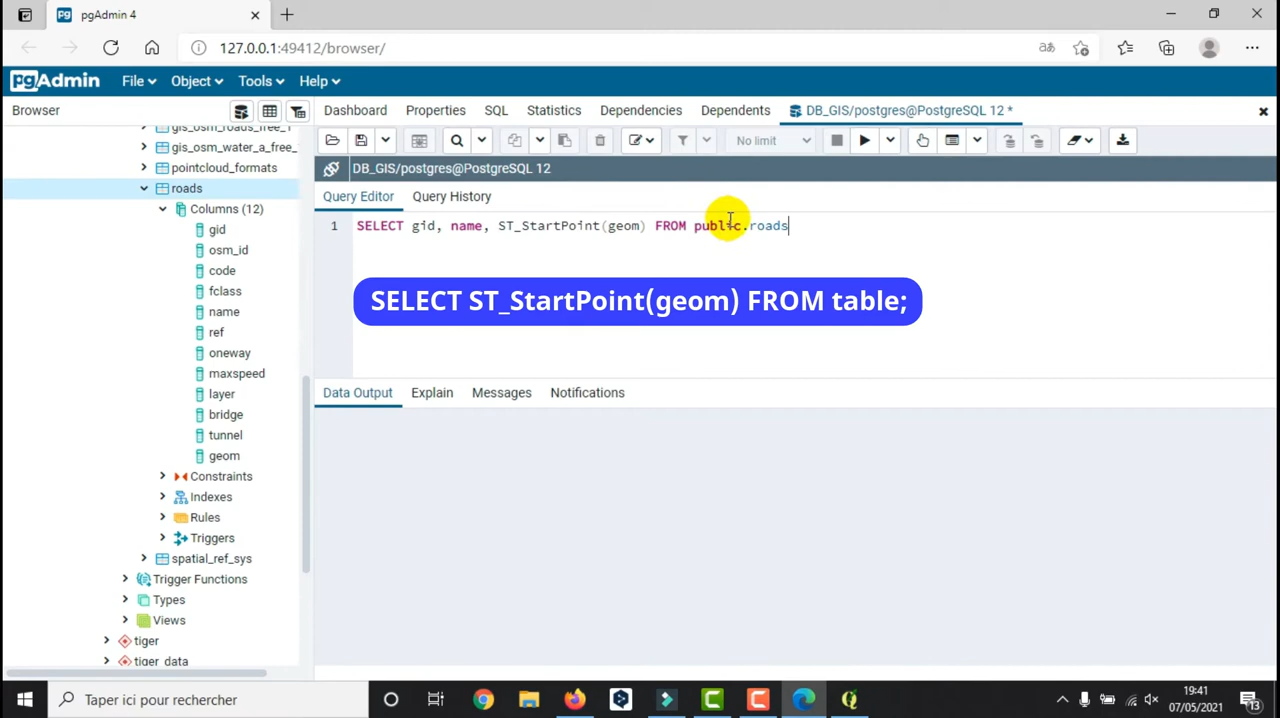 pgAdmin 4
127.0.0.1:49412/browser/
pgAdmin File Object Tools Help
Browser
Dashboard Properties SQL Statistics Dependencies Dependents DB_GIS/postgres@PostgreSQL 12 *
No limit
DB_GIS/postgres@PostgreSQL 12
Query Editor Query History
1 SELECT gid, name, ST_StartPoint(geom) FROM public.roads
SELECT ST_StartPoint(geom) FROM table;
Data Output Explain Messages Notifications
gis_osm_roads_free_1
gis_osm_water_a_free_
pointcloud_formats
roads
Columns (12)
gid
osm_id
code
fclass
name
ref
oneway
maxspeed
layer
bridge
tunnel
geom
Constraints
Indexes
Rules
Triggers
spatial_ref_sys
Trigger Functions
Types
Views
tiger
tiger_data
Taper ici pour rechercher
19:41
07/05/2021
13